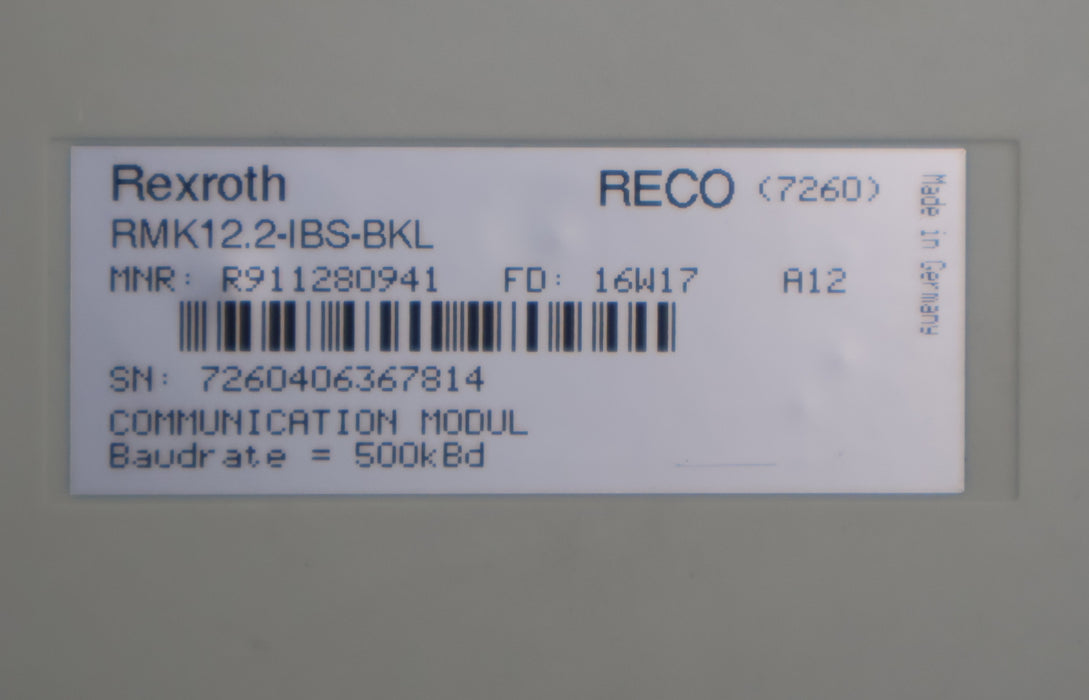 Rexroth RECO (7260)
RMK12.2-IBS-BKL
MNR: R911280941 FD: 16W17 A12
SN: 7260406367814
COMMUNICATION MODUL
Baudrate = 500kBd
Made in Germany